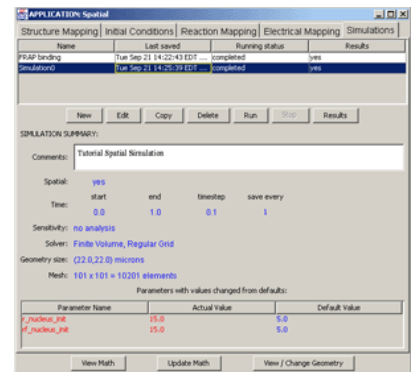 APPLICATION: Spatial
Structure Mapping Initial Conditions Reaction Mapping Electrical Mapping Simulations
Name Last saved Running status Results
FRAP binding Tue Sep 21 14:22:43 EDT .... completed yes
Simulation0 Tue Sep 21 14:25:39 EDT .... completed yes
New Edit Copy Delete Run Stop Results
SIMULATION SUMMARY:
Comments: Tutorial Spatial Simulation
Spatial: yes
start end timestep save every
Time: 0.0 1.0 0.1 1
Sensitivity: no analysis
Solver: Finite Volume, Regular Grid
Geometry size: (22.0,22.0) microns
Mesh: 101 x 101 = 10201 elements
Parameters with values changed from defaults:
Parameter Name Actual Value Default Value
r_nucleus_init 15.0 5.0
rf_nucleus_init 15.0 5.0
View Math Update Math View / Change Geometry